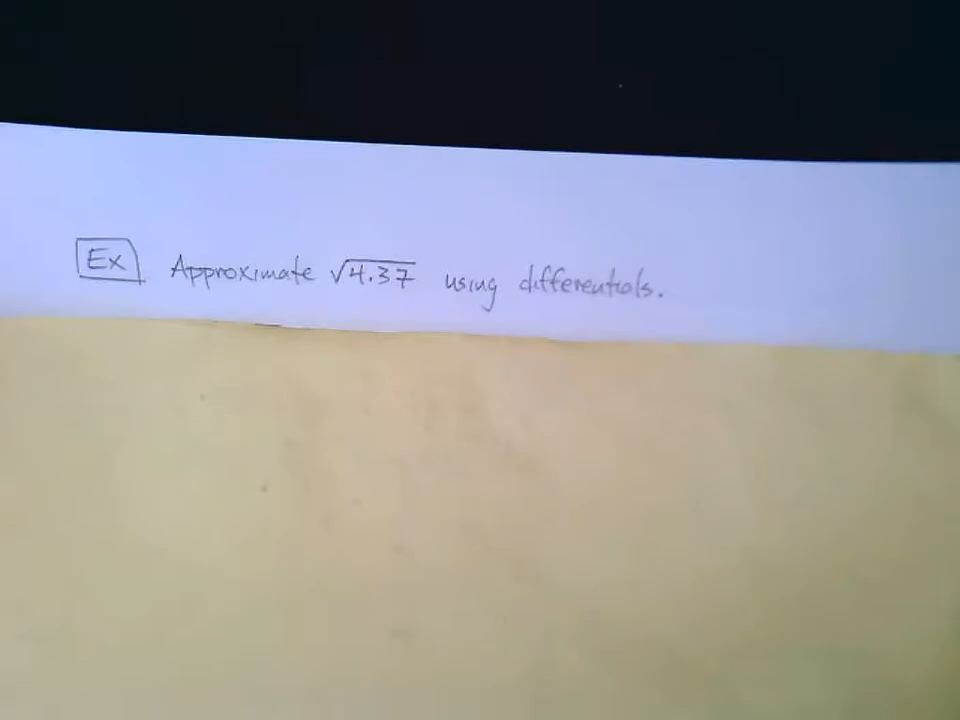 Ex Approximate √4.37 using differentials.